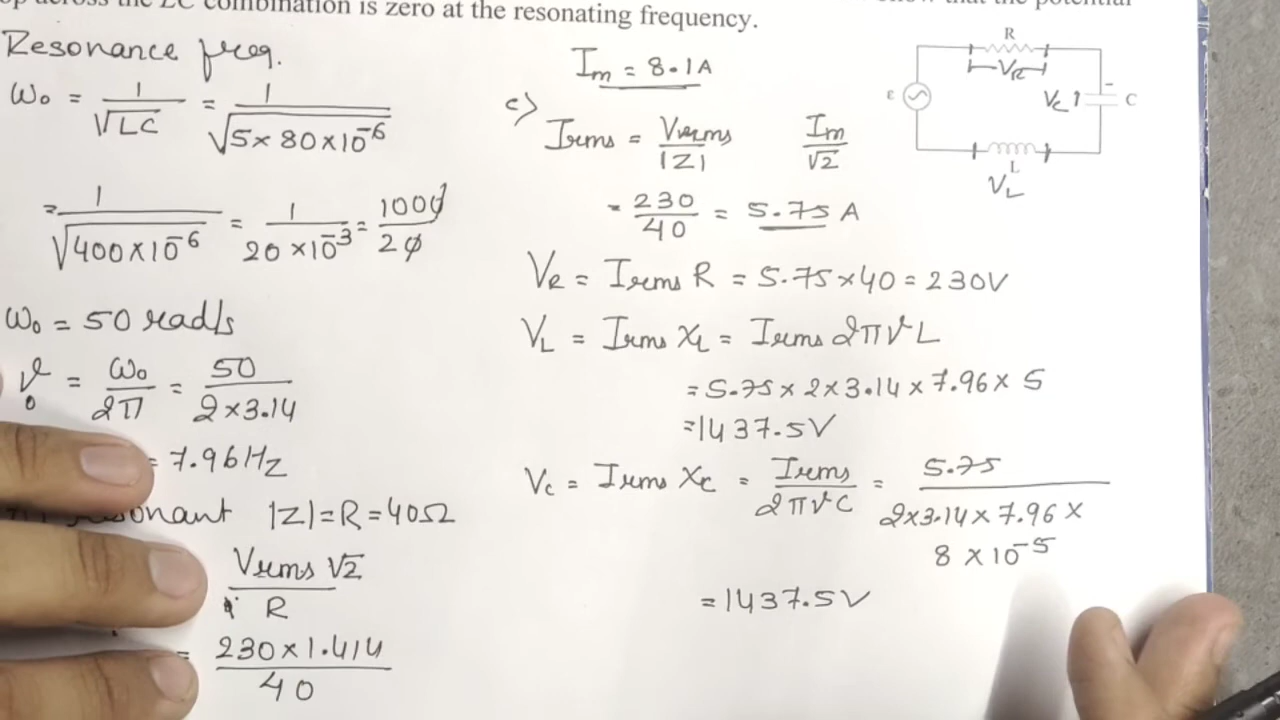 across the LC combination is zero at the resonating frequency.
that the potential
Resonance freq.
ω₀ = 1/√LC = 1/√5×80×10⁻⁶
= 1/√400×10⁻⁶ = 1/20×10⁻³ = 1000/20
ω₀ = 50 rad/s
ν₀ = ω₀/2π = 50/2×3.14
= 7.96Hz
|Z|=R=40Ω
Vrms √2/R
= 230×1.414/40
Im = 8.1A
c)
Irms = Vrms/|Z| Im/√2
= 230/40 = 5.75 A
VR = Irms R = 5.75×40 = 230V
VL = Irms XL = Irms 2πνL
= 5.75 × 2 × 3.14 × 7.96 × 5
= 1437.5V
Vc = Irms Xc = Irms/2πνC = 5.75/2×3.14×7.96× 8 × 10⁻⁵
= 1437.5V
R
VR
ε
Vc
C
L
VL